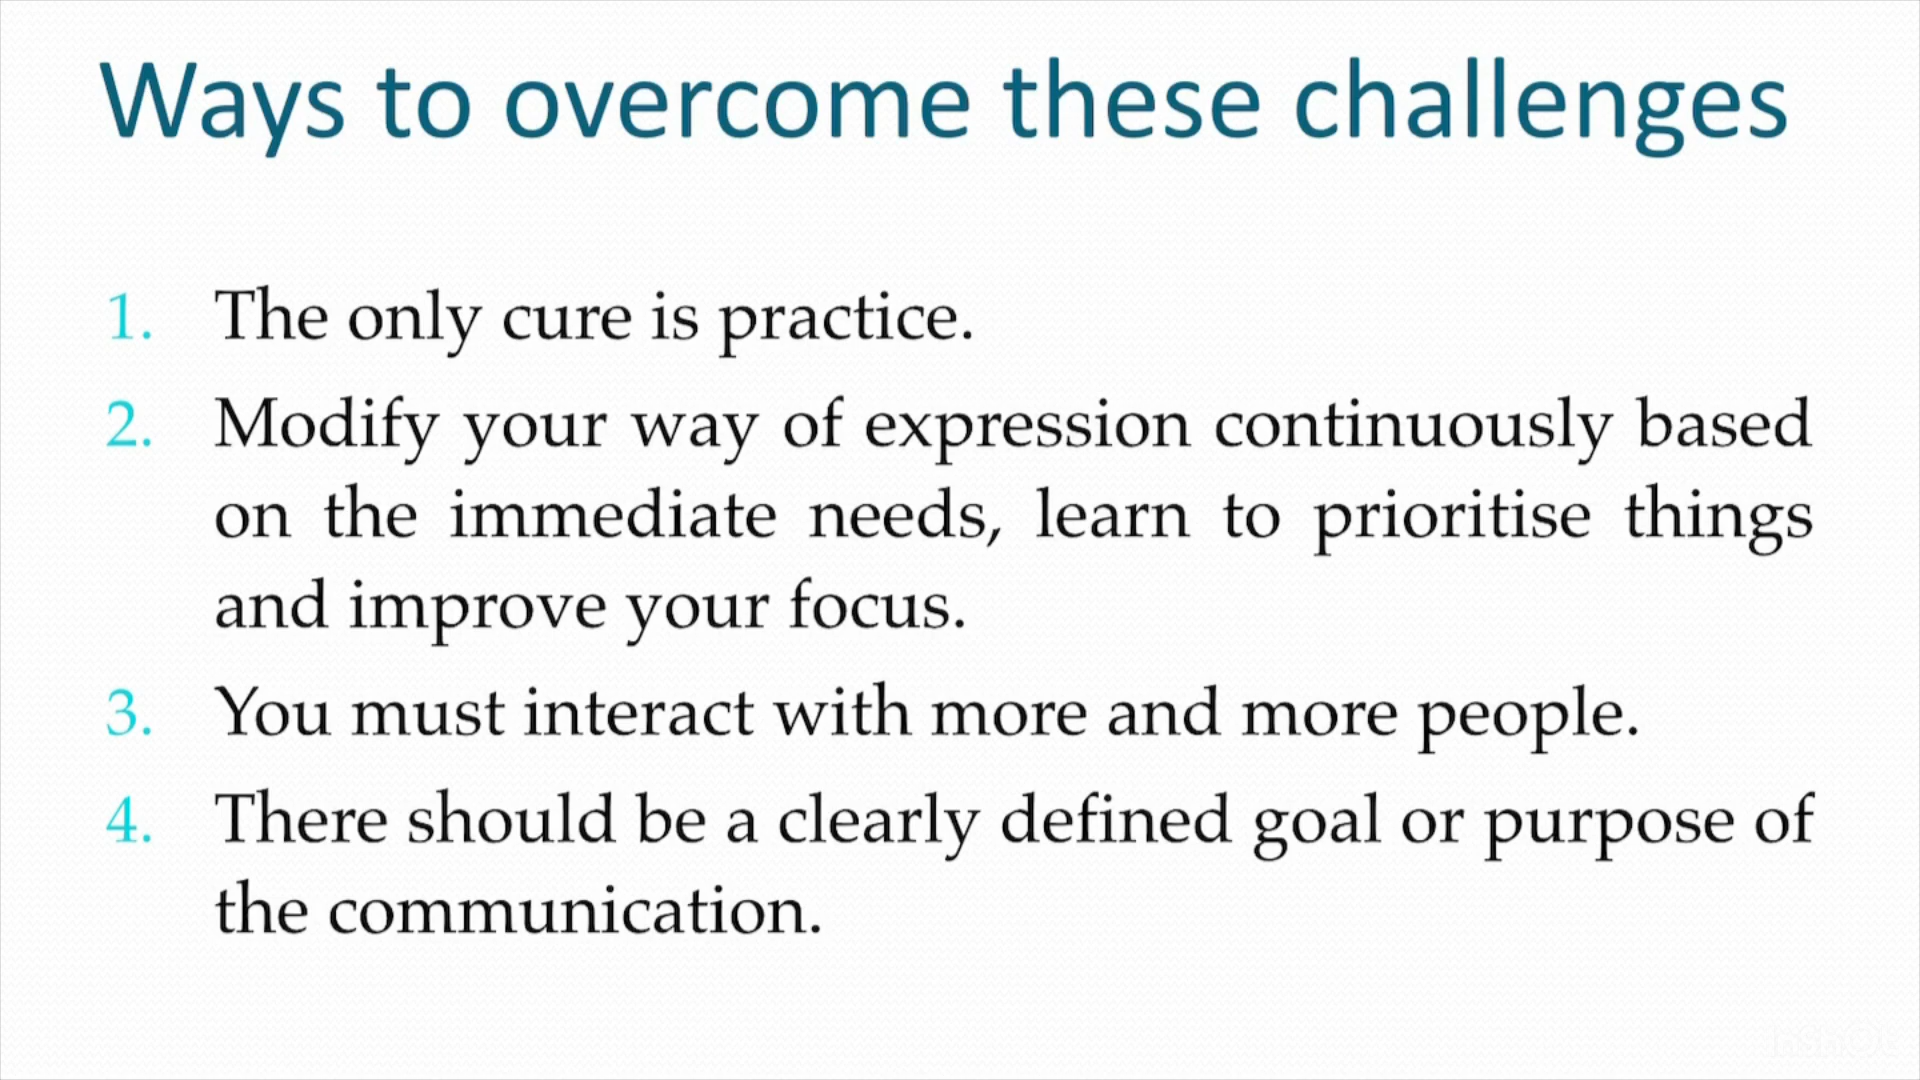 Ways to overcome these challenges
1. The only cure is practice.
2. Modify your way of expression continuously based
on the immediate needs, learn to prioritise things
and improve your focus.
3. You must interact with more and more people.
4. There should be a clearly defined goal or purpose of
the communication.